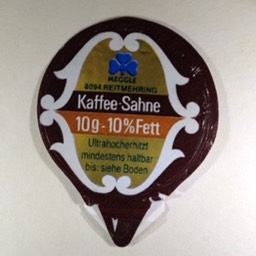 MEGGLE
8094 REITMEHRING
Kaffee-Sahne
10g-10% Fett
Ultrahocherhitzt
mindestens haltbar
bis: siehe Boden